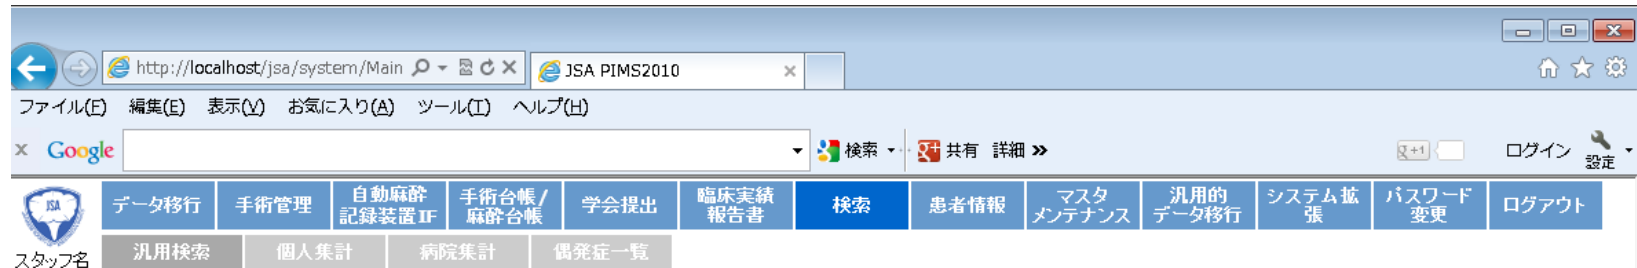 http://localhost/jsa/system/Main
JSA PIMS2010
ファイル(F) 編集(E) 表示(V) お気に入り(A) ツール(T) ヘルプ(H)
x Google 検索 共有 詳細 » g+1 ログイン 設定
JSA
データ移行 手術管理 自動麻酔記録装置IF 手術台帳/麻酔台帳 学会提出 臨床実績報告書 検索 患者情報 マスタメンテナンス 汎用的データ移行 システム拡張 パスワード変更 ログアウト
汎用検索 個人集計 病院集計 偶発症一覧
スタッフ名